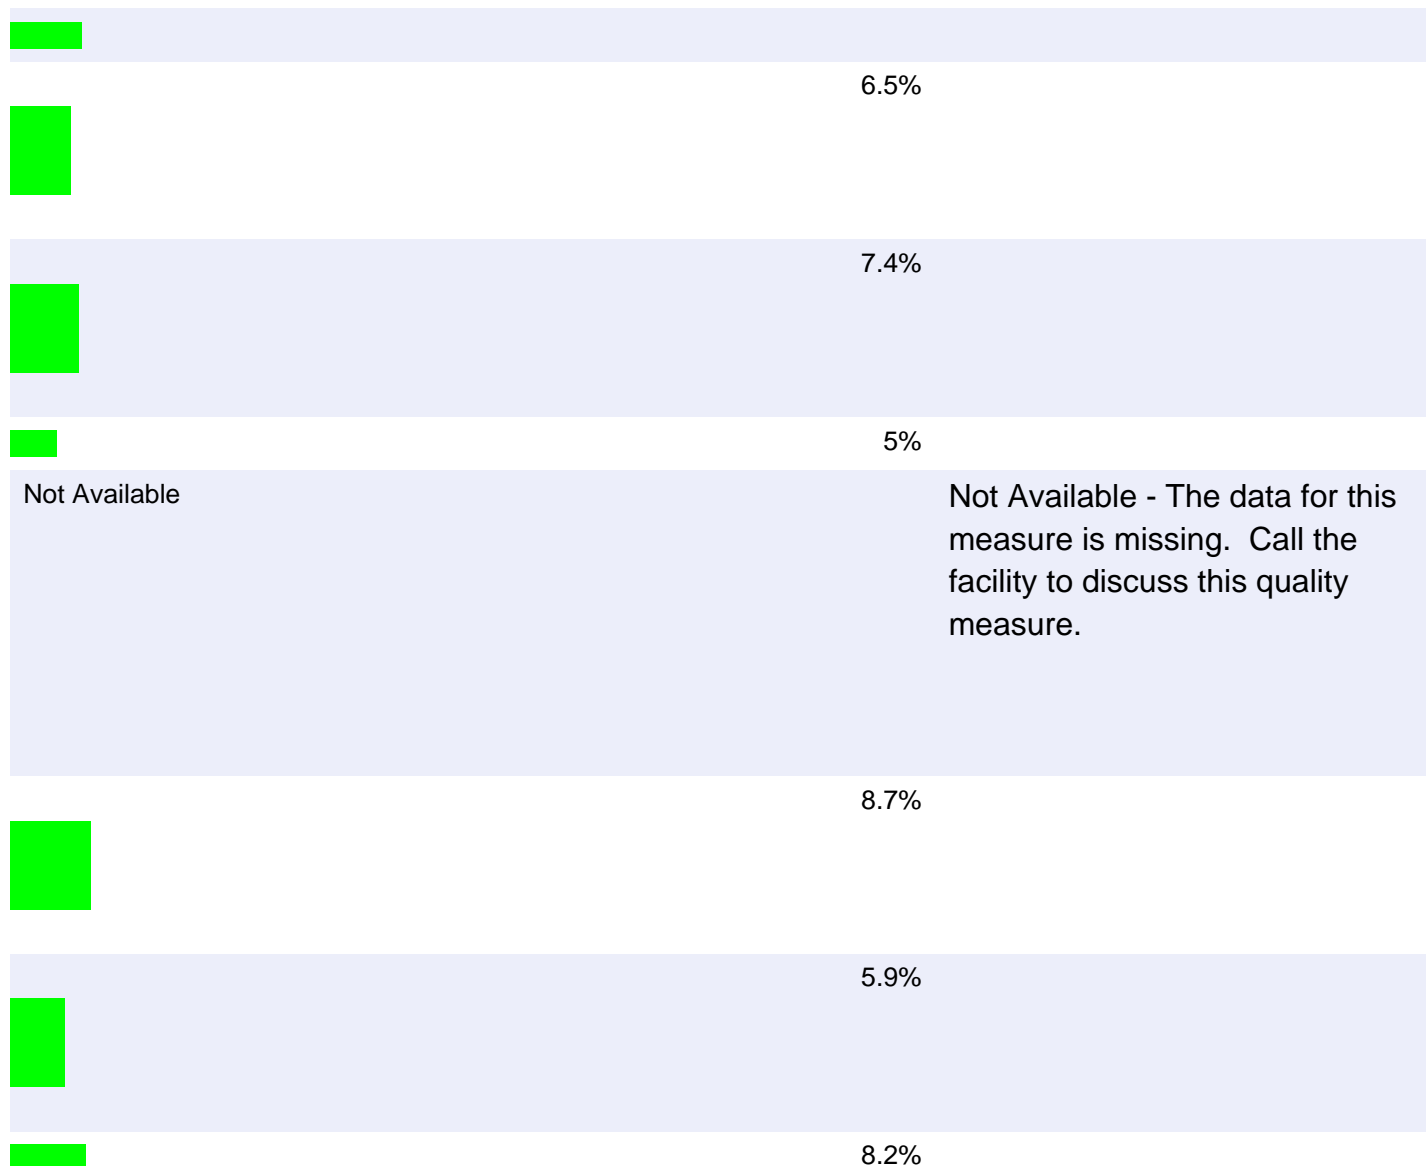 6.5%
7.4%
5%
Not Available
Not Available - The data for this
measure is missing.  Call the
facility to discuss this quality
measure.
8.7%
5.9%
8.2%